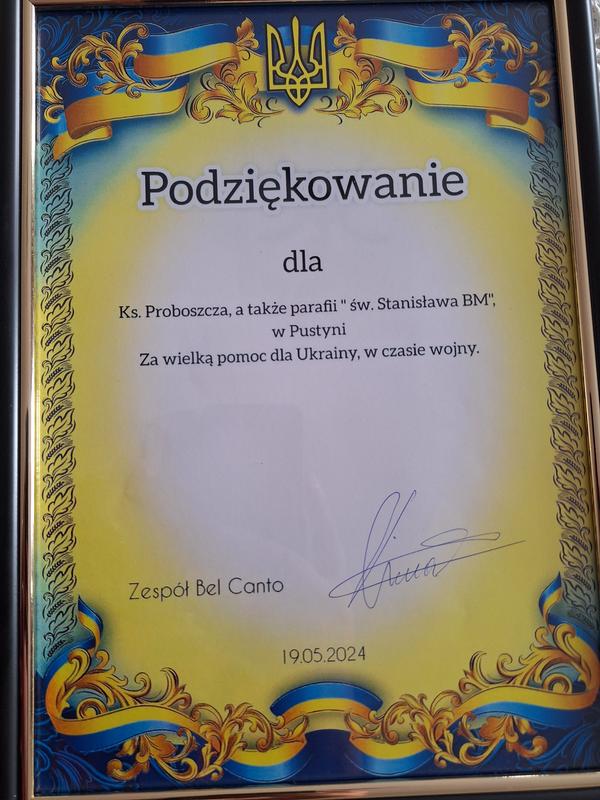 Podziękowanie
dla
Ks. Proboszcza, a także parafii " św. Stanisława BM",
w Pustyni
Za wielką pomoc dla Ukrainy, w czasie wojny.
Zespół Bel Canto
19.05.2024